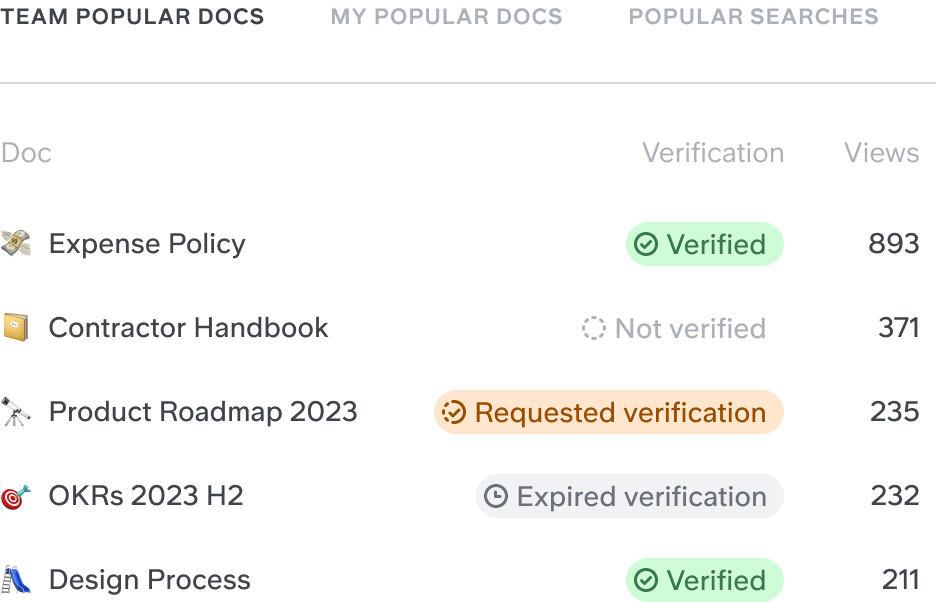 TEAM POPULAR DOCS MY POPULAR DOCS POPULAR SEARCHES
Doc Verification Views
Expense Policy Verified 893
Contractor Handbook Not verified 371
Product Roadmap 2023 Requested verification 235
OKRs 2023 H2 Expired verification 232
Design Process Verified 211